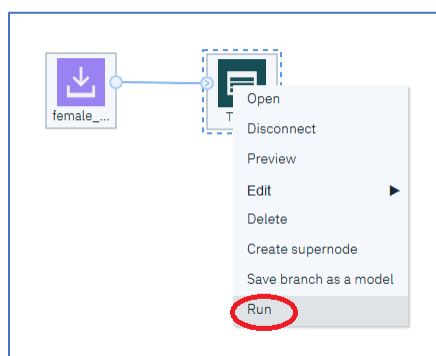 female_...
T
Open
Disconnect
Preview
Edit
Delete
Create supernode
Save branch as a model
Run